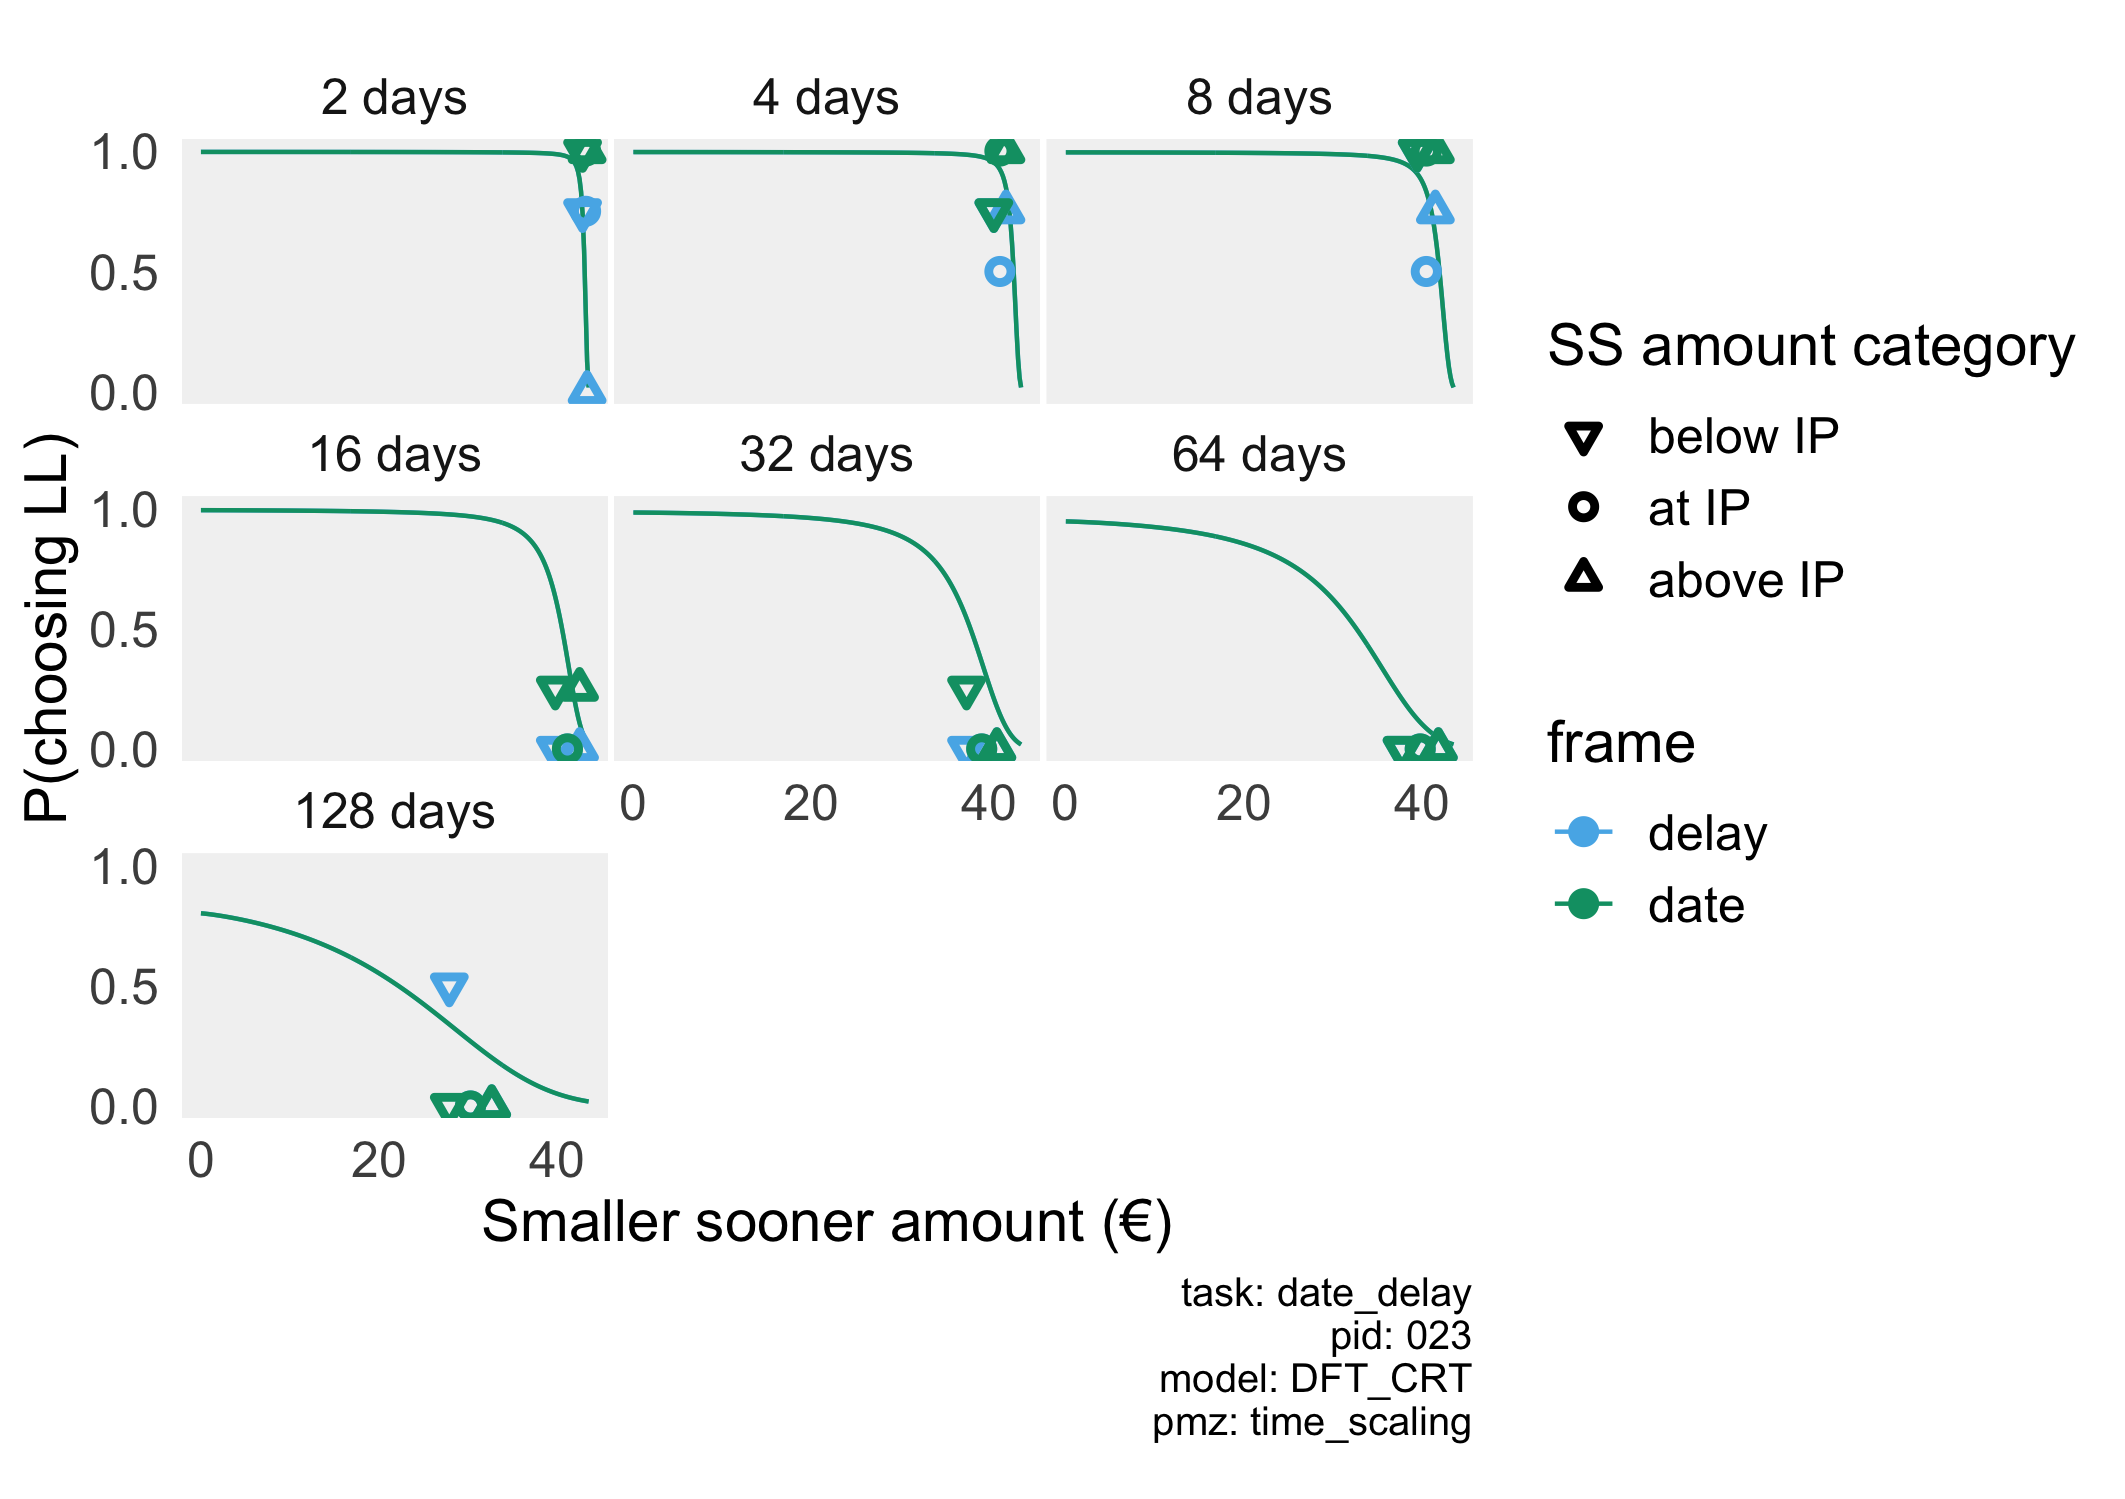 2 days
4 days
8 days
1.0
0.5
0.0
16 days
32 days
64 days
1.0
0.5
0.0
0 20 40
0 20 40
128 days
1.0
0.5
0.0
0 20 40
P(choosing LL)
Smaller sooner amount (€)
SS amount category
below IP
at IP
above IP
frame
delay
date
task: date_delay
pid: 023
model: DFT_CRT
pmz: time_scaling